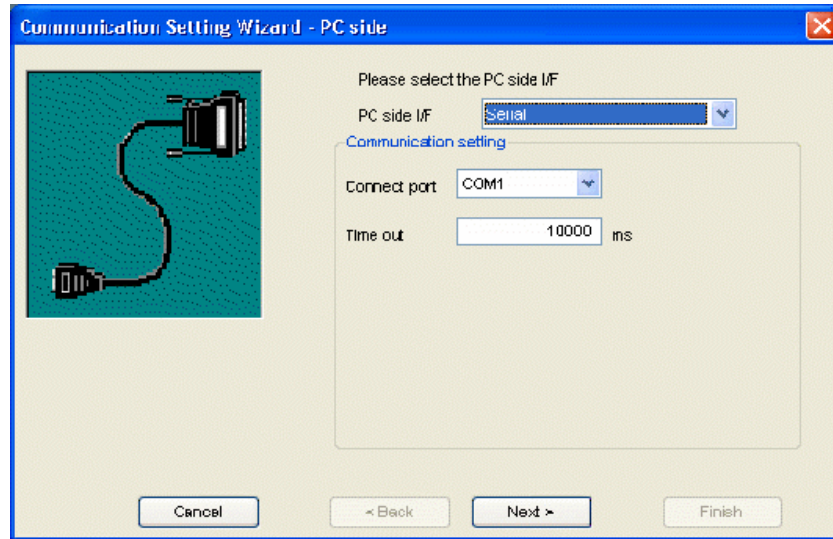 Communication Setting Wizard - PC side
Please select the PC side I/F
PC side I/F Serial
Communication setting
Connect port COM1
Time out 10000 ms
Cancel < Back Next > Finish